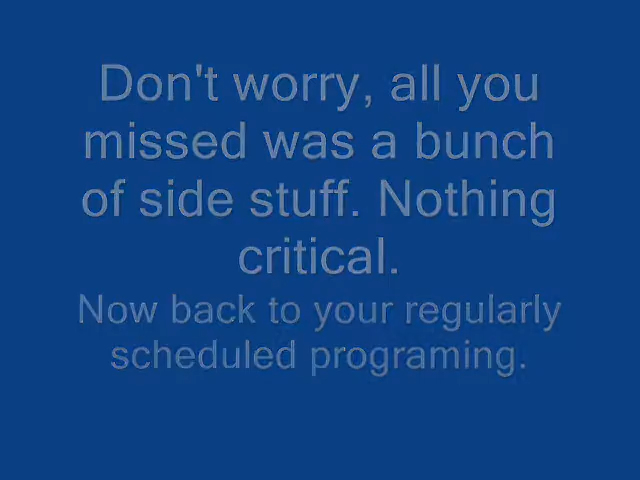 Don't worry, all you
missed was a bunch
of side stuff. Nothing
critical.
Now back to your regularly
scheduled programing.